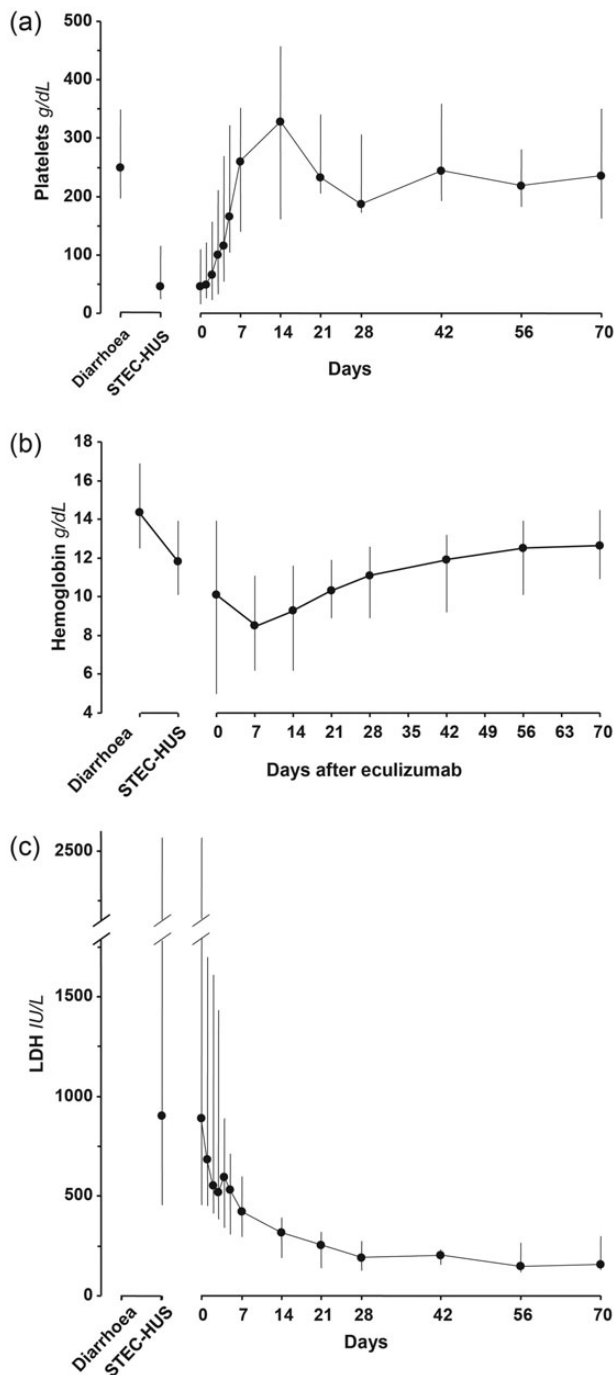 (a)
Platelets g/dL
500
400
300
200
100
0
Diarrhoea
STEC-HUS
0 7 14 21 28 42 56 70
Days
(b)
Hemoglobin g/dL
18
16
14
12
10
8
6
4
Diarrhoea
STEC-HUS
0 7 14 21 28 35 42 49 56 63 70
Days after eculizumab
(c)
LDH IU/L
2500
1500
1000
500
0
Diarrhoea
STEC-HUS
0 7 14 21 28 42 56 70
Days